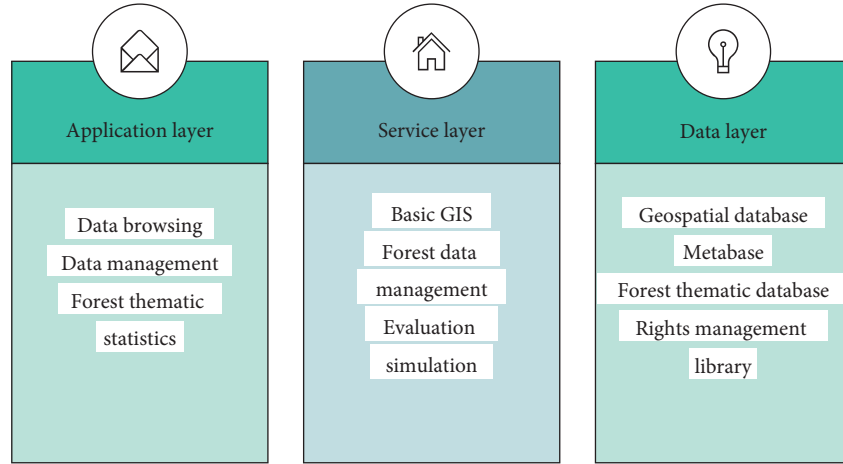 Application layer
Data browsing
Data management
Forest thematic
statistics
Service layer
Basic GIS
Forest data
management
Evaluation
simulation
Data layer
Geospatial database
Metabase
Forest thematic database
Rights management
library